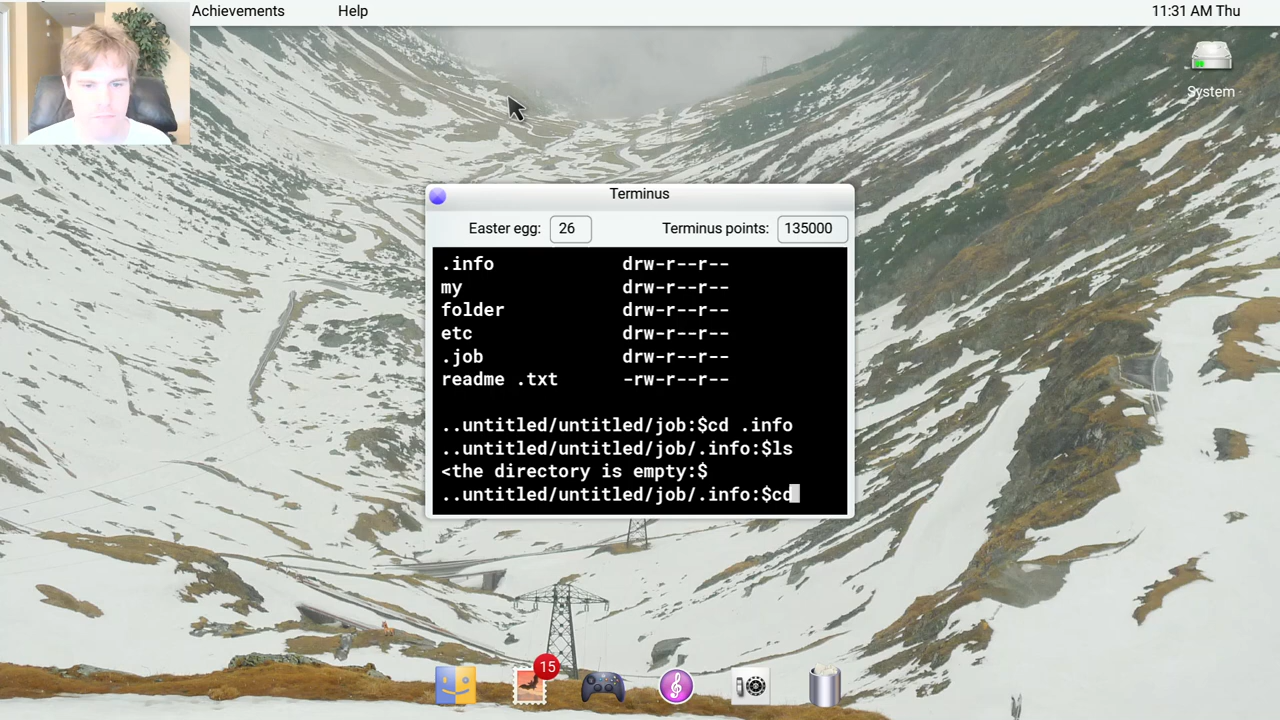 Achievements Help 11:31 AM Thu
System
Terminus
Easter egg: 26 Terminus points: 135000
.info drw-r--r--
my drw-r--r--
folder drw-r--r--
etc drw-r--r--
.job drw-r--r--
readme .txt -rw-r--r--
..untitled/untitled/job:$cd .info
..untitled/untitled/job/.info:$ls
<the directory is empty:$
..untitled/untitled/job/.info:$cd
15